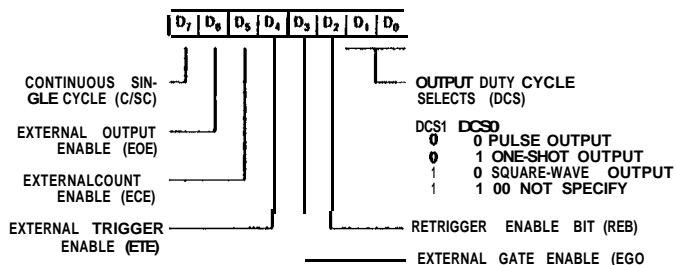 D7 D6 D5 D4 D3 D2 D1 D0
CONTINUOUS SIN-
GLE CYCLE (C/SC)
EXTERNAL OUTPUT
ENABLE (EOE)
EXTERNALCOUNT
ENABLE (ECE)
EXTERNAL TRIGGER
ENABLE (ETE)
OUTPUT DUTY CYCLE
SELECTS (DCS)
DCS1 DCS0
0 0 PULSE OUTPUT
0 1 ONE-SHOT OUTPUT
1 0 SQUARE-WAVE OUTPUT
1 1 00 NOT SPECIFY
RETRIGGER ENABLE BIT (REB)
EXTERNAL GATE ENABLE (EGO